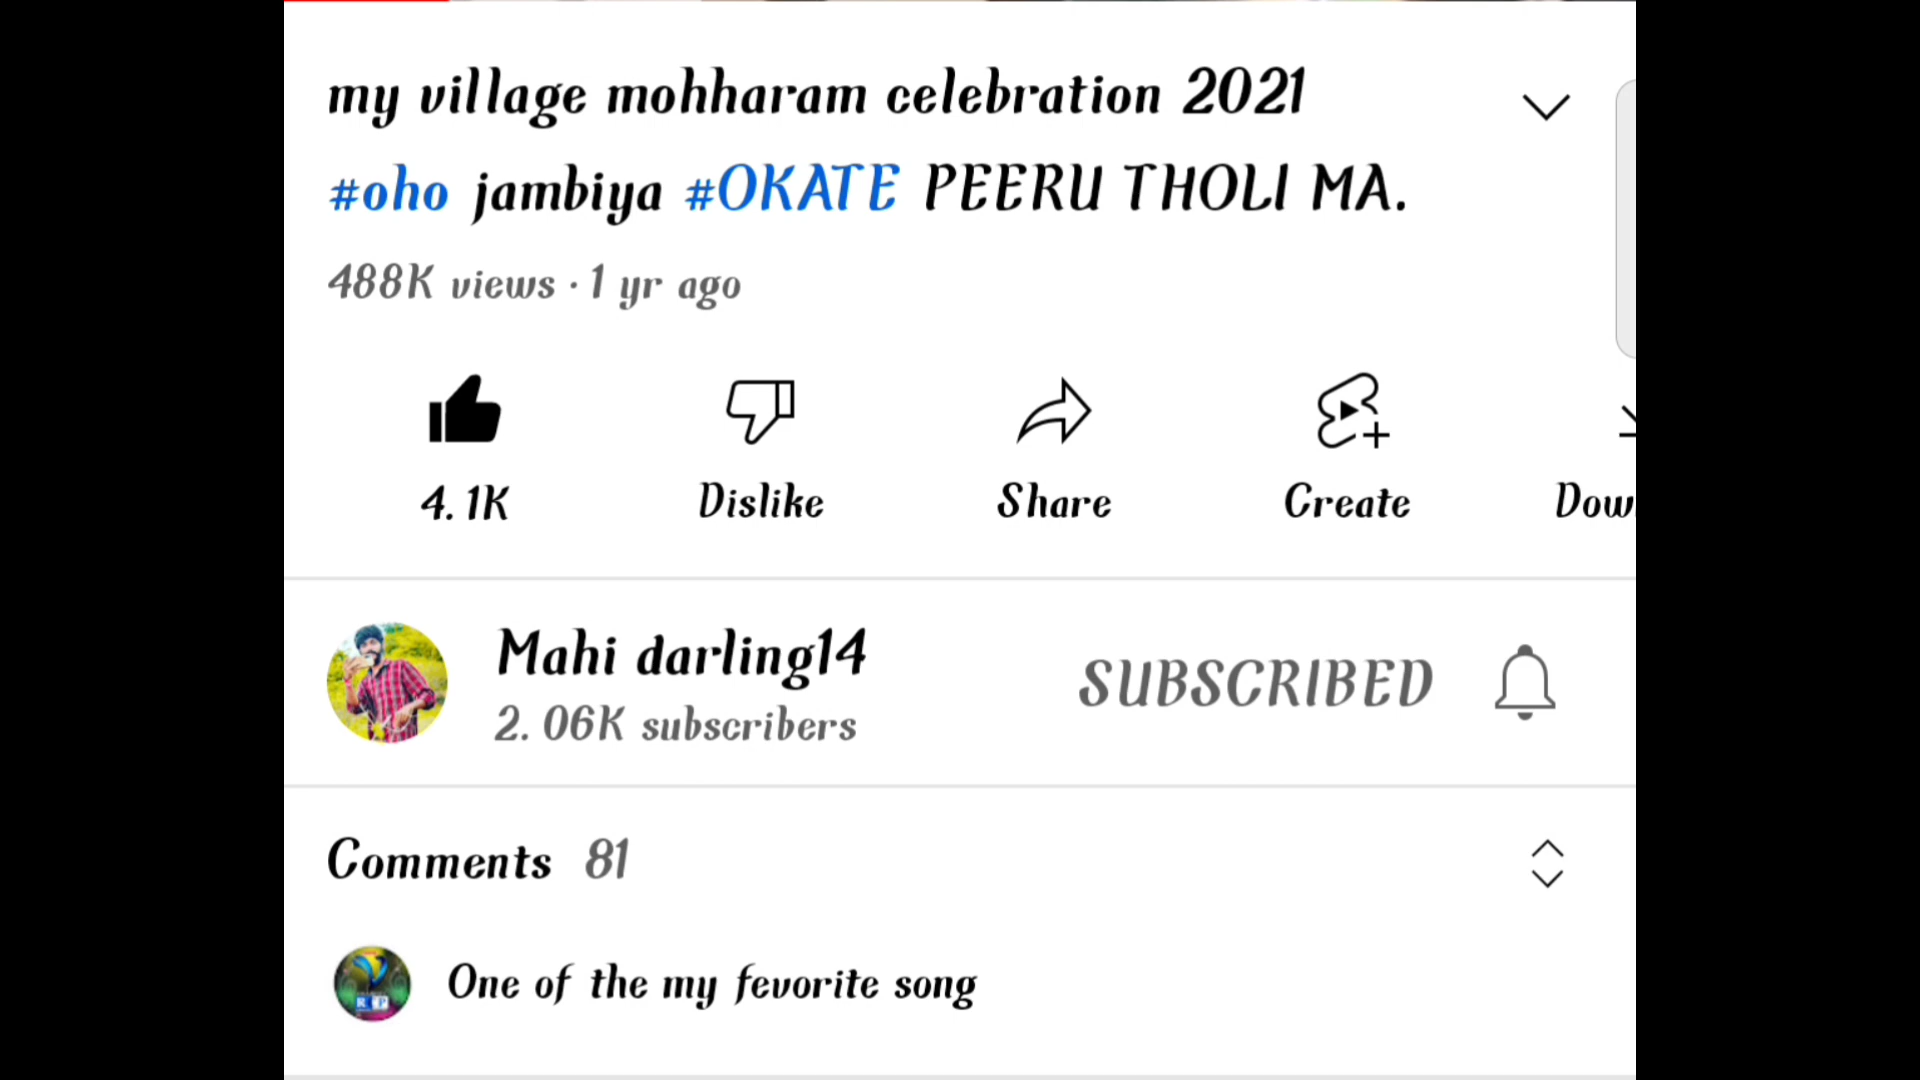 my village mohharam celebration 2021
#oho jambiya #OKATE PEERU THOLI MA.
488K views · 1 yr ago
4.1K Dislike Share Create
Mahi darling14
2.06K subscribers
SUBSCRIBED
Comments 81
One of the my fevorite song